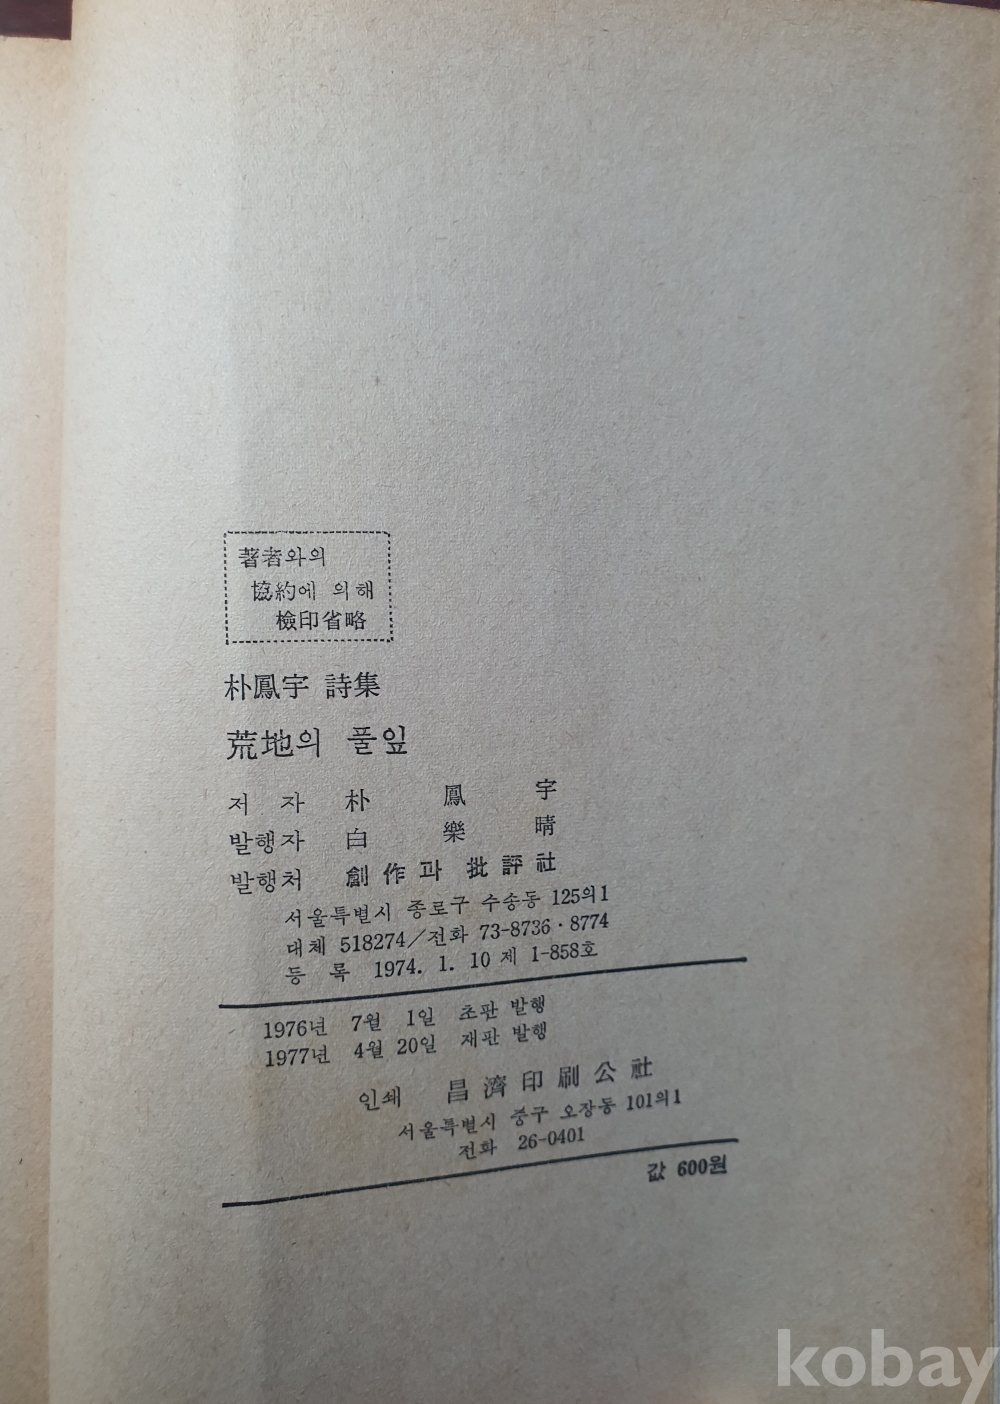 著者와의
協約에 의해
檢印省略
朴鳳宇 詩集
荒地의 풀잎
저 자 朴 鳳 宇
발행자 白 樂 晴
발행처 創作과 批評社
서울특별시 종로구 수송동 125의1
대체 518274/전화 73-8736·8774
등 록 1974. 1. 10 제 1-858호
1976년 7월 1일 초판 발행
1977년 4월 20일 재판 발행
인쇄 昌濟印刷公社
서울특별시 중구 오장동 101의1
전화 26-0401
값 600원
kobay